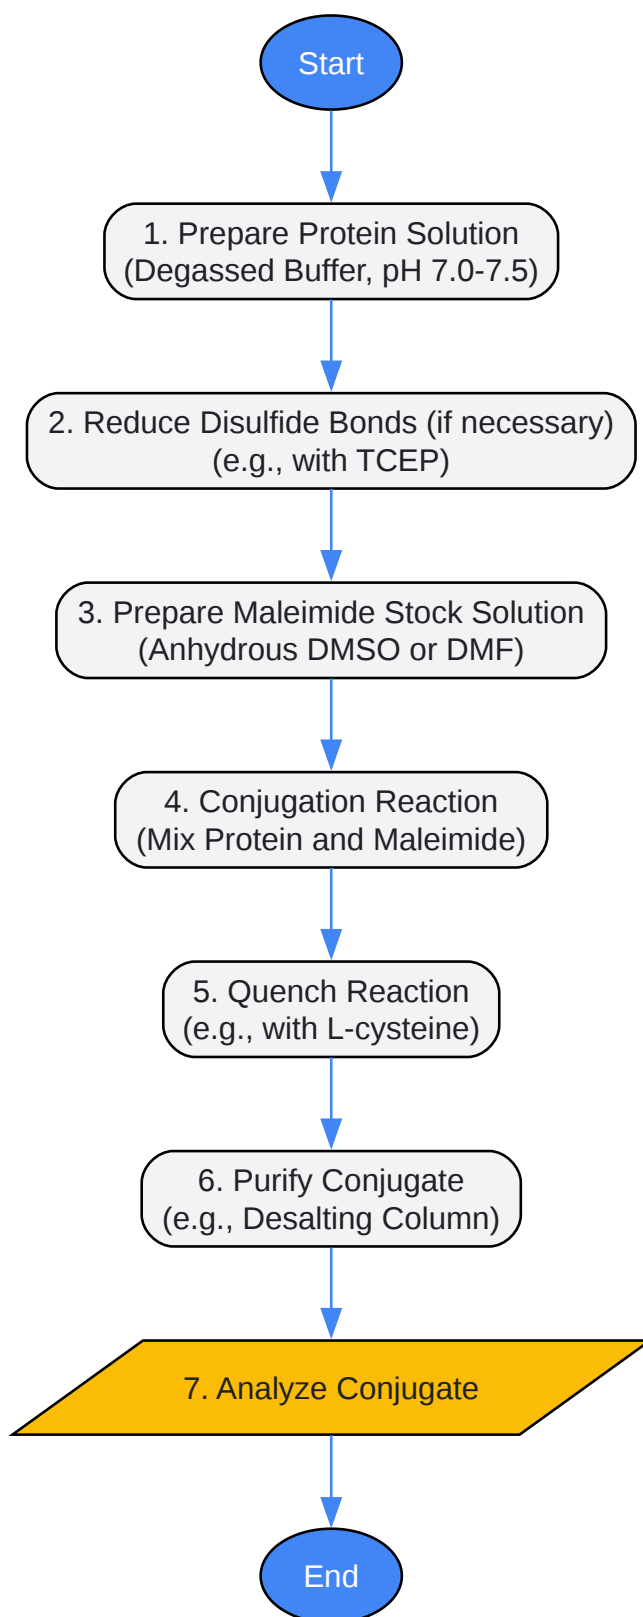 Start
1. Prepare Protein Solution
(Degassed Buffer, pH 7.0-7.5)
2. Reduce Disulfide Bonds (if necessary)
(e.g., with TCEP)
3. Prepare Maleimide Stock Solution
(Anhydrous DMSO or DMF)
4. Conjugation Reaction
(Mix Protein and Maleimide)
5. Quench Reaction
(e.g., with L-cysteine)
6. Purify Conjugate
(e.g., Desalting Column)
7. Analyze Conjugate
End